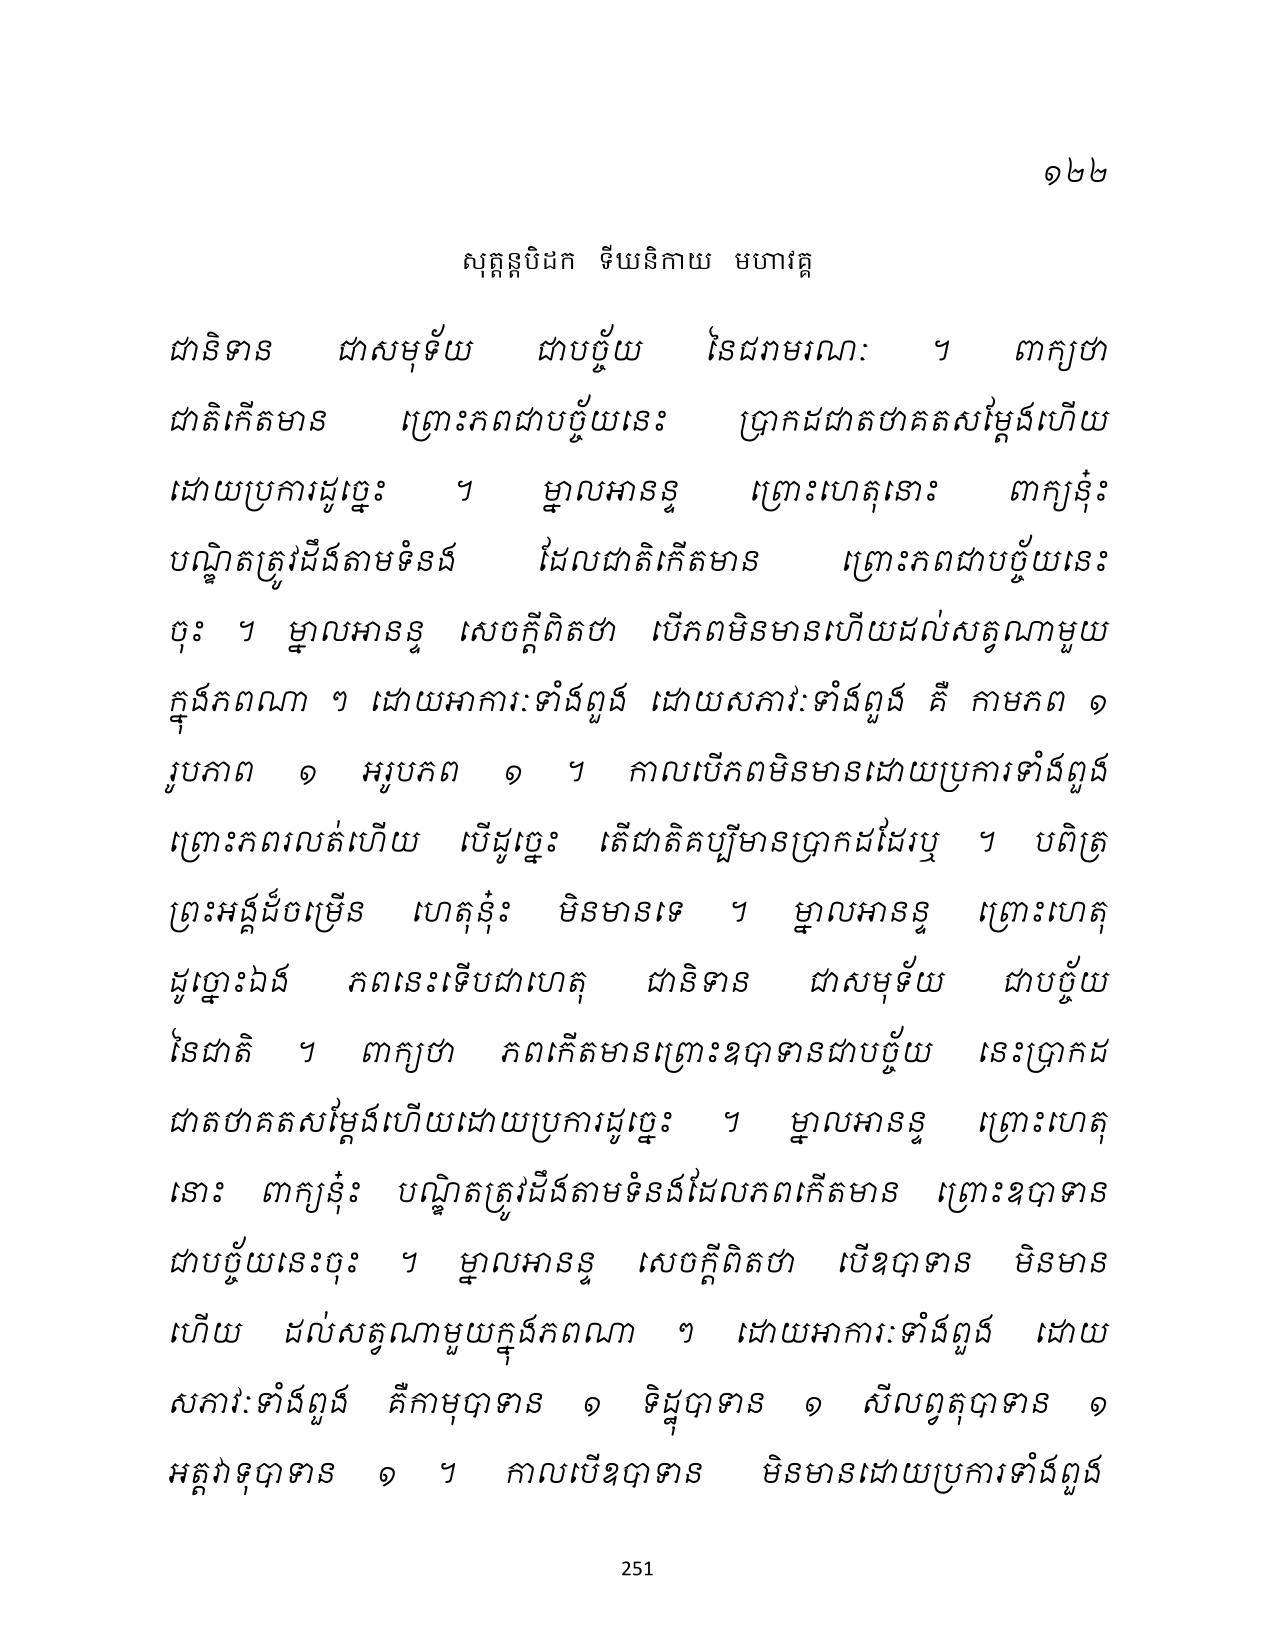 ១២២
សុត្តន្តបិដក ទីឃនិកាយ មហាវគ្គ
ជានិទាន ជាសមុទ័យ ជាបច្ច័យ នៃជរាមរណៈ ។ ពាក្យថា
ជាតិកើតមាន ព្រោះភពជាបច្ច័យនេះ ប្រាកដជាតថាគតសម្តែងហើយ
ដោយប្រការដូច្នេះ ។ ម្នាលអានន្ទ ព្រោះហេតុនោះ ពាក្យនុ៎ះ
បណ្ឌិតត្រូវដឹងតាមទំនង ដែលជាតិកើតមាន ព្រោះភពជាបច្ច័យនេះ
ចុះ ។ ម្នាលអានន្ទ សេចក្តីពិតថា បើភពមិនមានហើយដល់សត្វណាមួយ
ក្នុងភពណា ៗ ដោយអាការៈទាំងពួង ដោយសភាវៈទាំងពួង គឺ កាមភព ១
រូបភាព ១ អរូបភព ១ ។ កាលបើភពមិនមានដោយប្រការទាំងពួង
ព្រោះភពរលត់ហើយ បើដូច្នេះ តើជាតិគប្បីមានប្រាកដដែរឬ ។ បពិត្រ
ព្រះអង្គដ៏ចម្រើន ហេតុនុ៎ះ មិនមានទេ ។ ម្នាលអានន្ទ ព្រោះហេតុ
ដូច្នោះឯង ភពនេះទើបជាហេតុ ជានិទាន ជាសមុទ័យ ជាបច្ច័យ
នៃជាតិ ។ ពាក្យថា ភពកើតមានព្រោះឧបាទានជាបច្ច័យ នេះប្រាកដ
ជាតថាគតសម្តែងហើយដោយប្រការដូច្នេះ ។ ម្នាលអានន្ទ ព្រោះហេតុ
នោះ ពាក្យនុ៎ះ បណ្ឌិតត្រូវដឹងតាមទំនងដែលភពកើតមាន ព្រោះឧបាទាន
ជាបច្ច័យនេះចុះ ។ ម្នាលអានន្ទ សេចក្តីពិតថា បើឧបាទាន មិនមាន
ហើយ ដល់សត្វណាមួយក្នុងភពណា ៗ ដោយអាការៈទាំងពួង ដោយ
សភាវៈទាំងពួង គឺកាមុបាទាន ១ ទិដ្ឋុបាទាន ១ សីលព្វតុបាទាន ១
អត្តវាទុបាទាន ១ ។ កាលបើឧបាទាន មិនមានដោយប្រការទាំងពួង
251